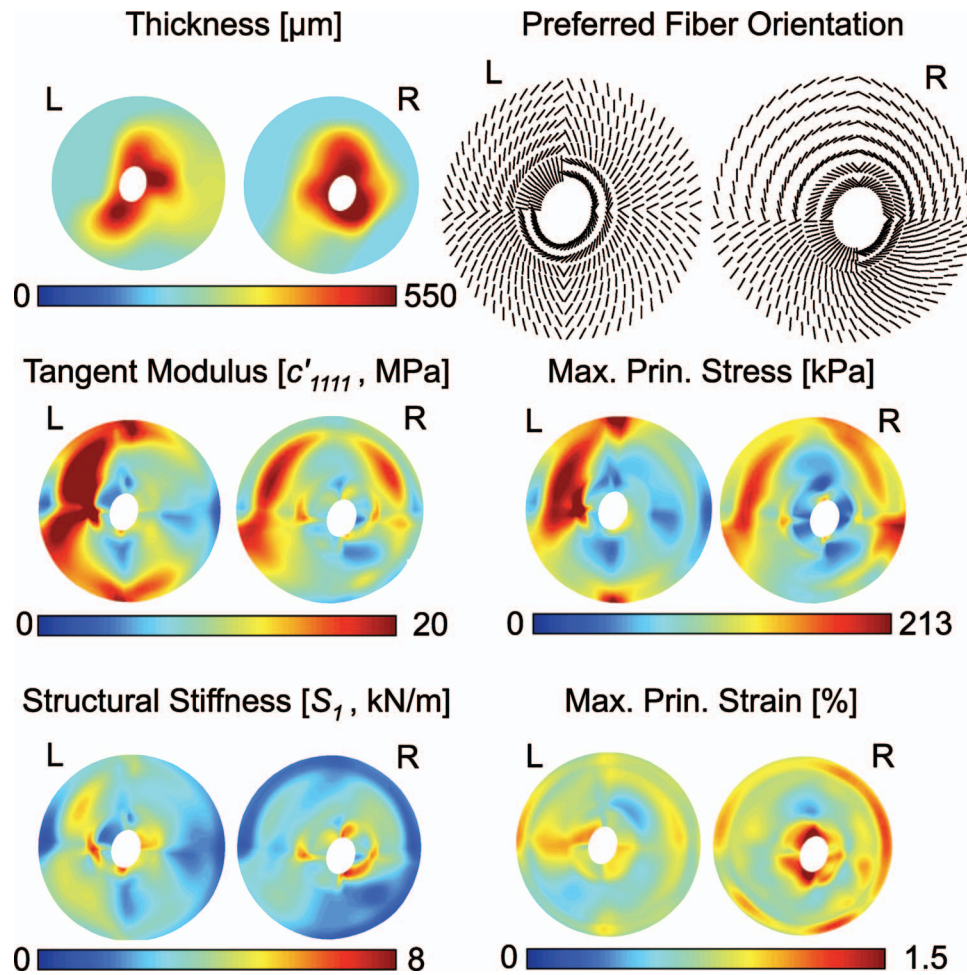 Thickness [µm]
Preferred Fiber Orientation
L
R
L
R
0
550
Tangent Modulus [c'1111 , MPa]
Max. Prin. Stress [kPa]
L
R
L
R
0
20
0
213
Structural Stiffness [S1 , kN/m]
Max. Prin. Strain [%]
L
R
L
R
0
8
0
1.5